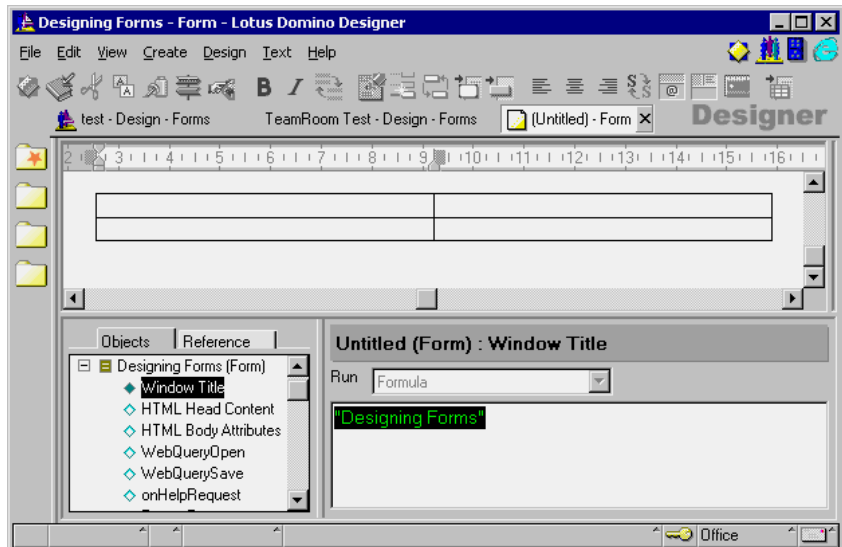 Designing Forms - Form - Lotus Domino Designer
File Edit View Create Design Text Help
B I S S @
test - Design - Forms TeamRoom Test - Design - Forms (Untitled) - Form Designer
2 3 4 5 6 7 8 9 10 11 12 13 14 15 16
Objects Reference
Designing Forms (Form)
Window Title
HTML Head Content
HTML Body Attributes
WebQueryOpen
WebQuerySave
onHelpRequest
Untitled (Form) : Window Title
Run Formula
"Designing Forms"
Office